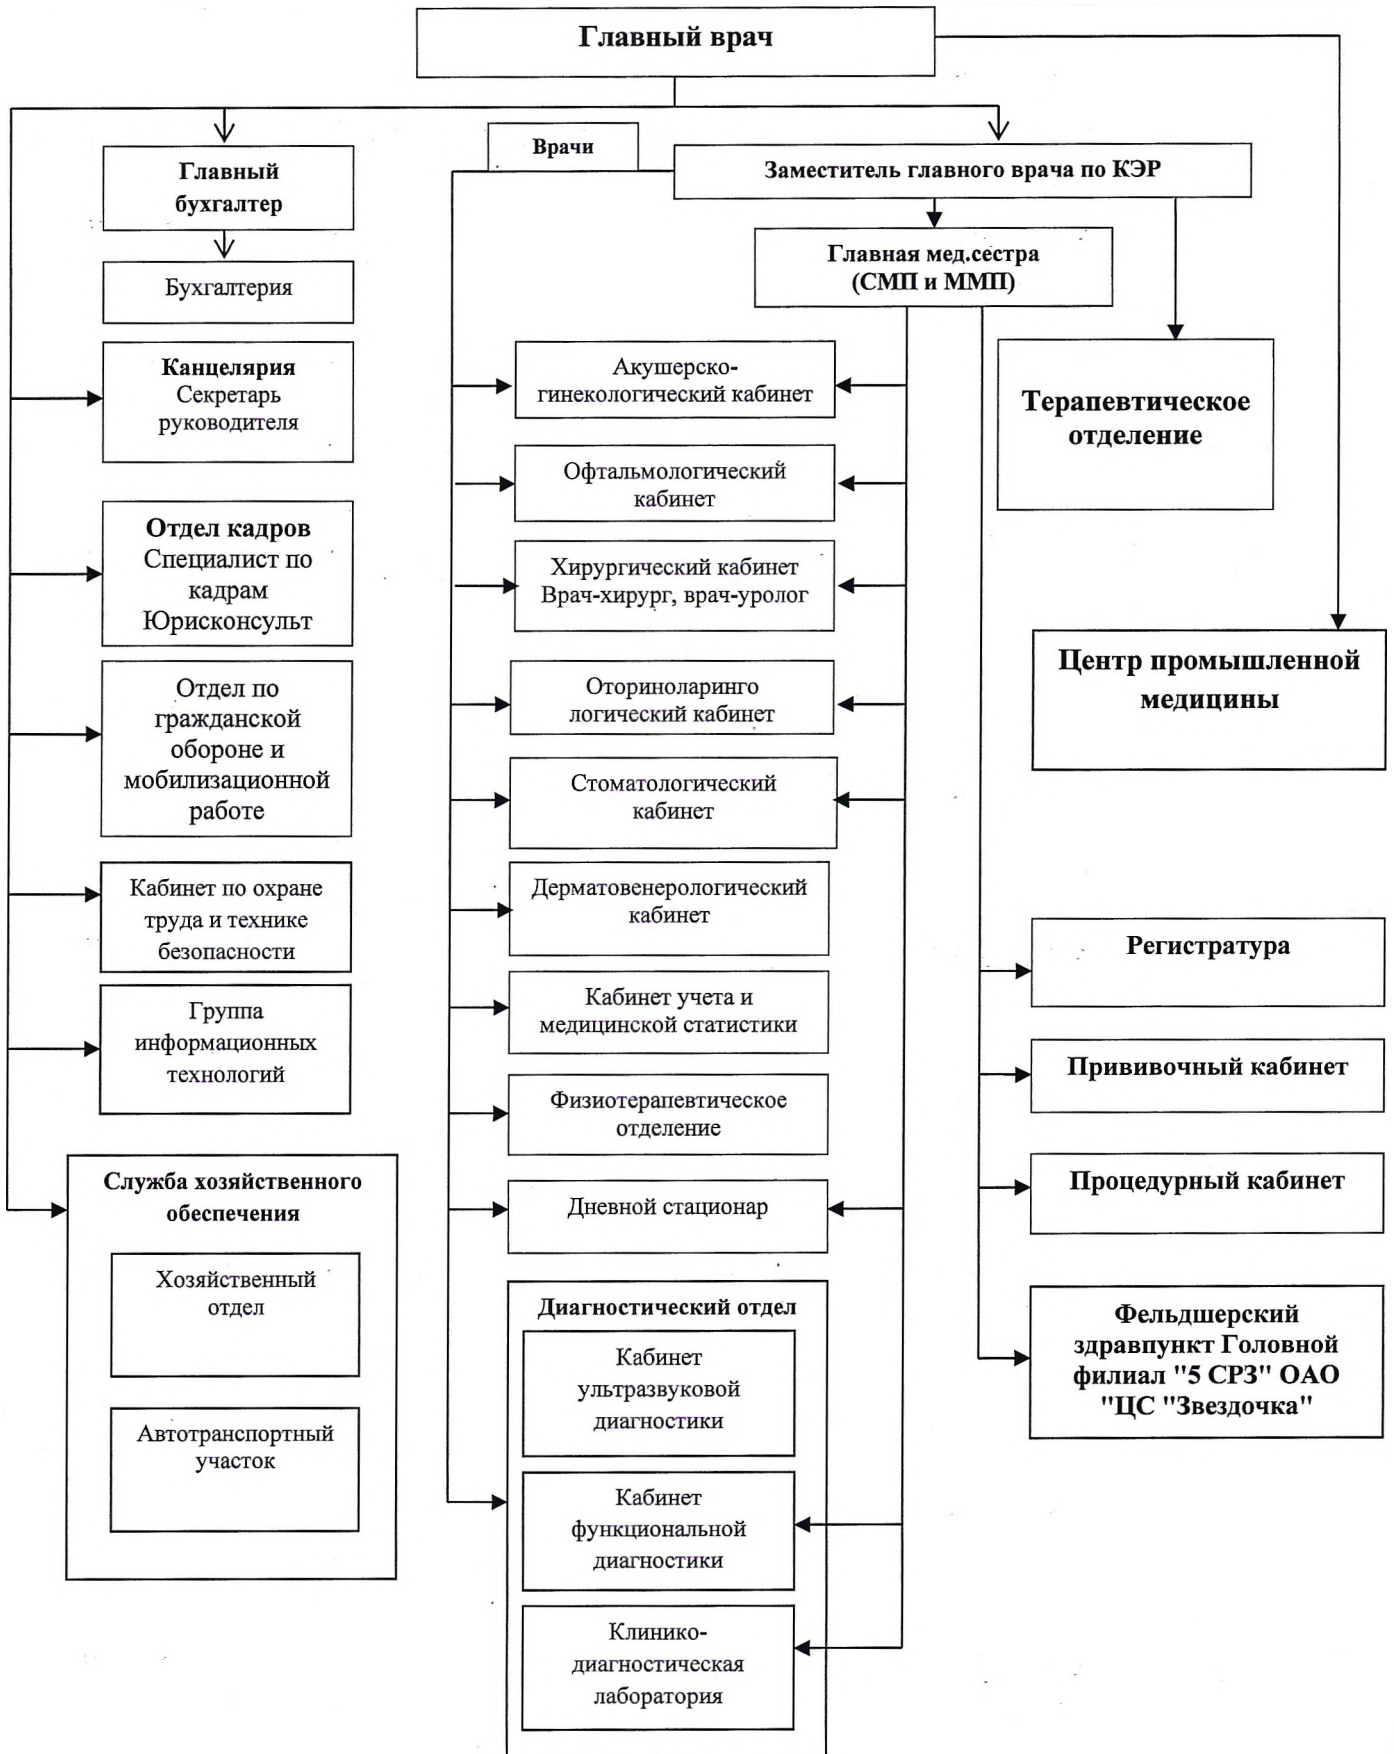 Главный врач
Главный
бухгалтер
Бухгалтерия
Канцелярия
Секретарь
руководителя
Отдел кадров
Специалист по
кадрам
Юрисконсульт
Отдел по
гражданской
обороне и
мобилизационной
работе
Кабинет по охране
труда и технике
безопасности
Группа
информационных
технологий
Служба хозяйственного
обеспечения
Хозяйственный
отдел
Автотранспортный
участок
Врачи
Заместитель главного врача по КЭР
Главная мед.сестра
(СМП и ММП)
Акушерско-
гинекологический кабинет
Офтальмологический
кабинет
Хирургический кабинет
Врач-хирург, врач-уролог
Оториноларинго
логический кабинет
Стоматологический
кабинет
Дерматовенерологический
кабинет
Кабинет учета и
медицинской статистики
Физиотерапевтическое
отделение
Дневной стационар
Диагностический отдел
Кабинет
ультразвуковой
диагностики
Кабинет
функциональной
диагностики
Клинико-
диагностическая
лаборатория
Терапевтическое
отделение
Центр промышленной
медицины
Регистратура
Прививочный кабинет
Процедурный кабинет
Фельдшерский
здравпункт Головной
филиал "5 СРЗ" ОАО
"ЦС "Звездочка"